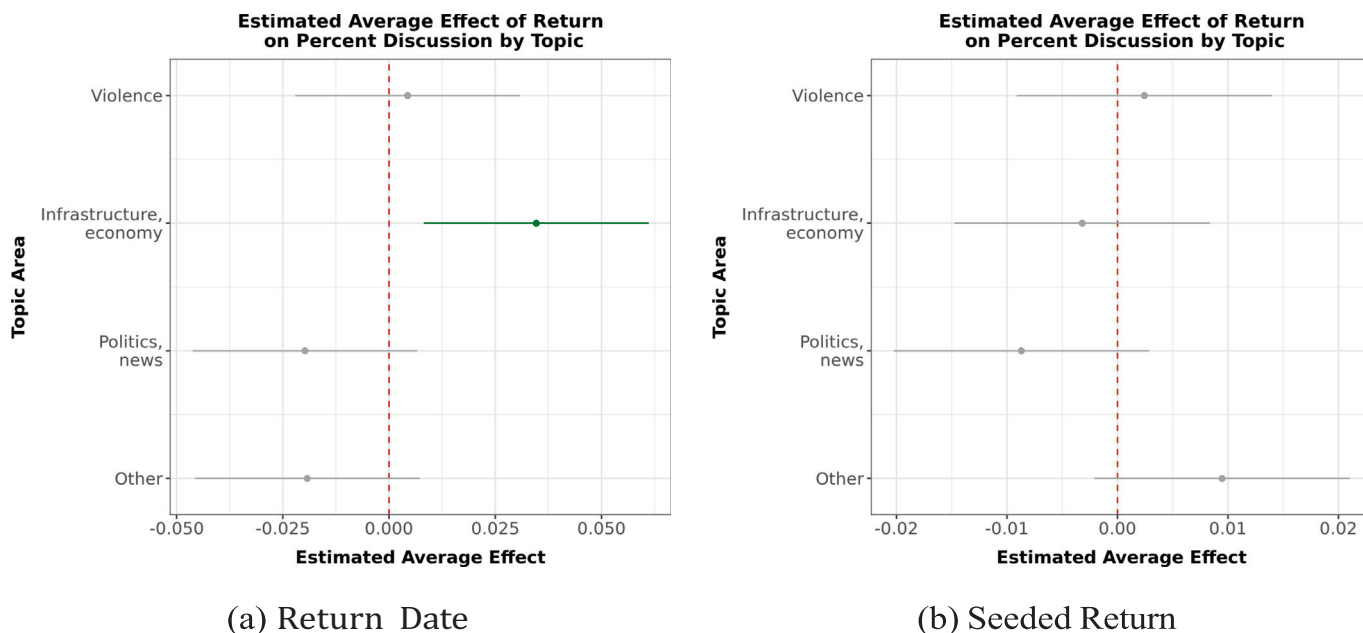 Estimated Average Effect of Return
on Percent Discussion by Topic
Topic Area
Violence
Infrastructure,
economy
Politics,
news
Other
-0.050 -0.025 0.000 0.025 0.050
Estimated Average Effect
(a) Return Date
Estimated Average Effect of Return
on Percent Discussion by Topic
Topic Area
Violence
Infrastructure,
economy
Politics,
news
Other
-0.02 -0.01 0.00 0.01 0.02
Estimated Average Effect
(b) Seeded Return